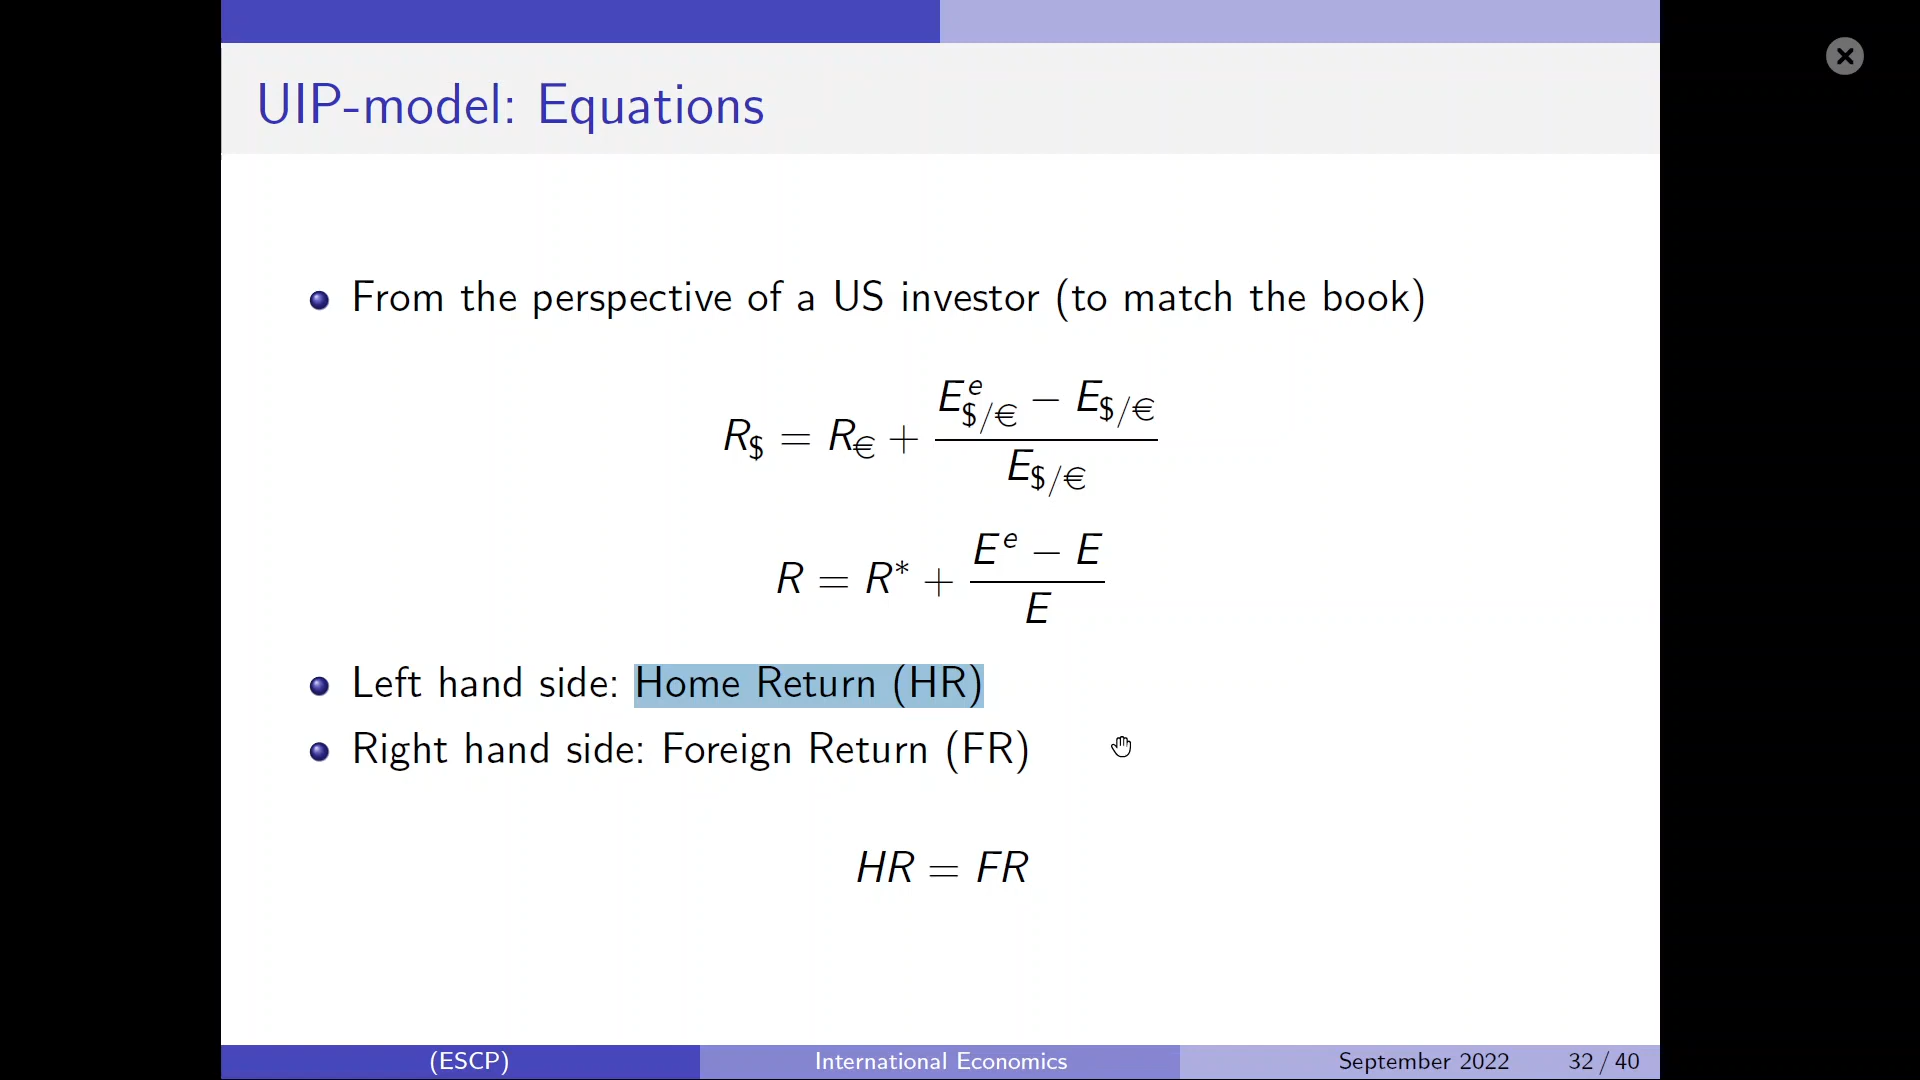 UIP-model: Equations
From the perspective of a US investor (to match the book)
R_$ = R_€ + (E^e_{$/€} − E_{$/€}) / E_{$/€}
R = R* + (E^e − E) / E
Left hand side: Home Return (HR)
Right hand side: Foreign Return (FR)
HR = FR
(ESCP) International Economics September 2022 32 / 40